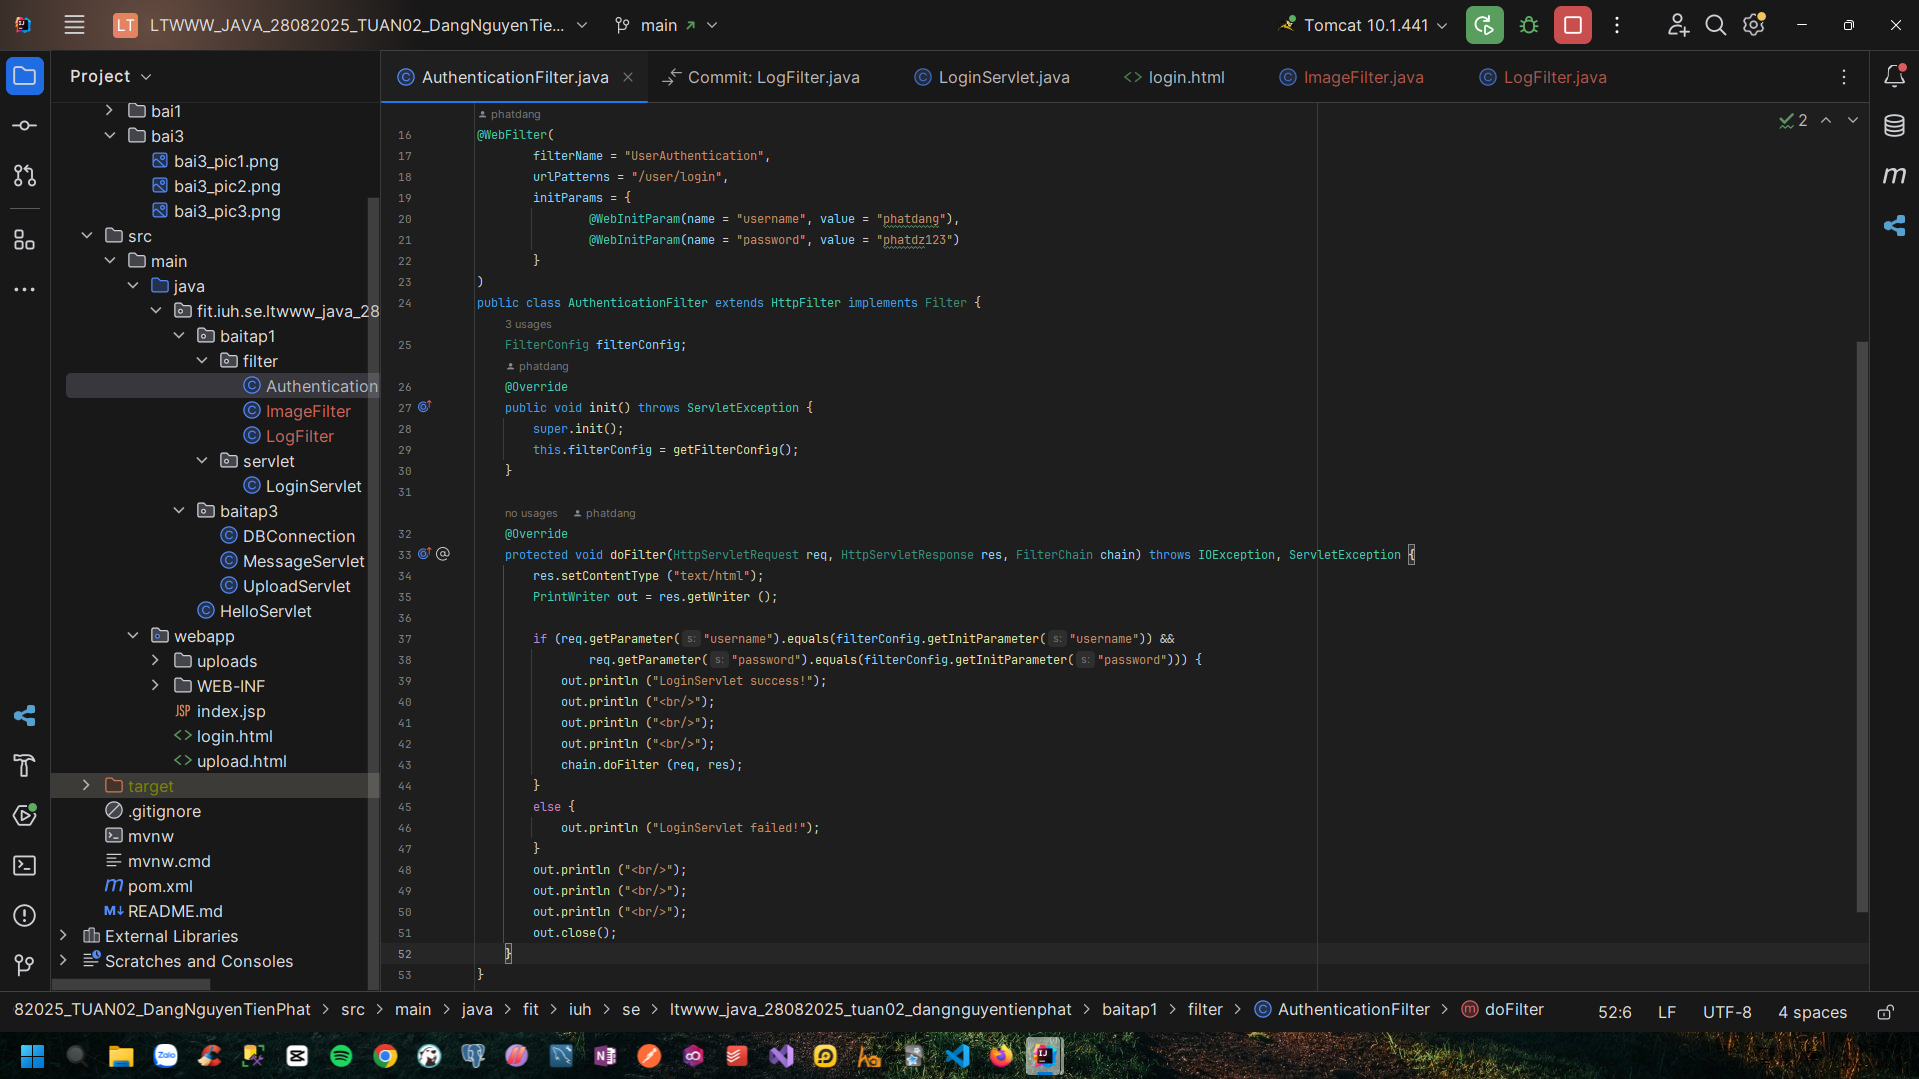 LT LTWWW_JAVA_28082025_TUAN02_DangNguyenTie... main Tomcat 10.1.441
Project
AuthenticationFilter.java Commit: LogFilter.java LoginServlet.java login.html ImageFilter.java LogFilter.java
bai1
bai3
bai3_pic1.png
bai3_pic2.png
bai3_pic3.png
src
main
java
fit.iuh.se.ltwww_java_28
baitap1
filter
Authentication
ImageFilter
LogFilter
servlet
LoginServlet
baitap3
DBConnection
MessageServlet
UploadServlet
HelloServlet
webapp
uploads
WEB-INF
JSP index.jsp
login.html
upload.html
target
.gitignore
mvnw
mvnw.cmd
pom.xml
README.md
External Libraries
Scratches and Consoles
2
phatdang
16 @WebFilter(
17 filterName = "UserAuthentication",
18 urlPatterns = "/user/login",
19 initParams = {
20 @WebInitParam(name = "username", value = "phatdang"),
21 @WebInitParam(name = "password", value = "phatdz123")
22 }
23 )
24 public class AuthenticationFilter extends HttpFilter implements Filter {
3 usages
25 FilterConfig filterConfig;
phatdang
26 @Override
27 public void init() throws ServletException {
28 super.init();
29 this.filterConfig = getFilterConfig();
30 }
31
no usages phatdang
32 @Override
33 protected void doFilter(HttpServletRequest req, HttpServletResponse res, FilterChain chain) throws IOException, ServletException {
34 res.setContentType ("text/html");
35 PrintWriter out = res.getWriter ();
36
37 if (req.getParameter( s: "username").equals(filterConfig.getInitParameter( s: "username")) &&
38 req.getParameter( s: "password").equals(filterConfig.getInitParameter( s: "password"))) {
39 out.println ("LoginServlet success!");
40 out.println ("<br/>");
41 out.println ("<br/>");
42 out.println ("<br/>");
43 chain.doFilter (req, res);
44 }
45 else {
46 out.println ("LoginServlet failed!");
47 }
48 out.println ("<br/>");
49 out.println ("<br/>");
50 out.println ("<br/>");
51 out.close();
52 }
53 }
82025_TUAN02_DangNguyenTienPhat > src > main > java > fit > iuh > se > ltwww_java_28082025_tuan02_dangnguyentienphat > baitap1 > filter > AuthenticationFilter > doFilter 52:6 LF UTF-8 4 spaces